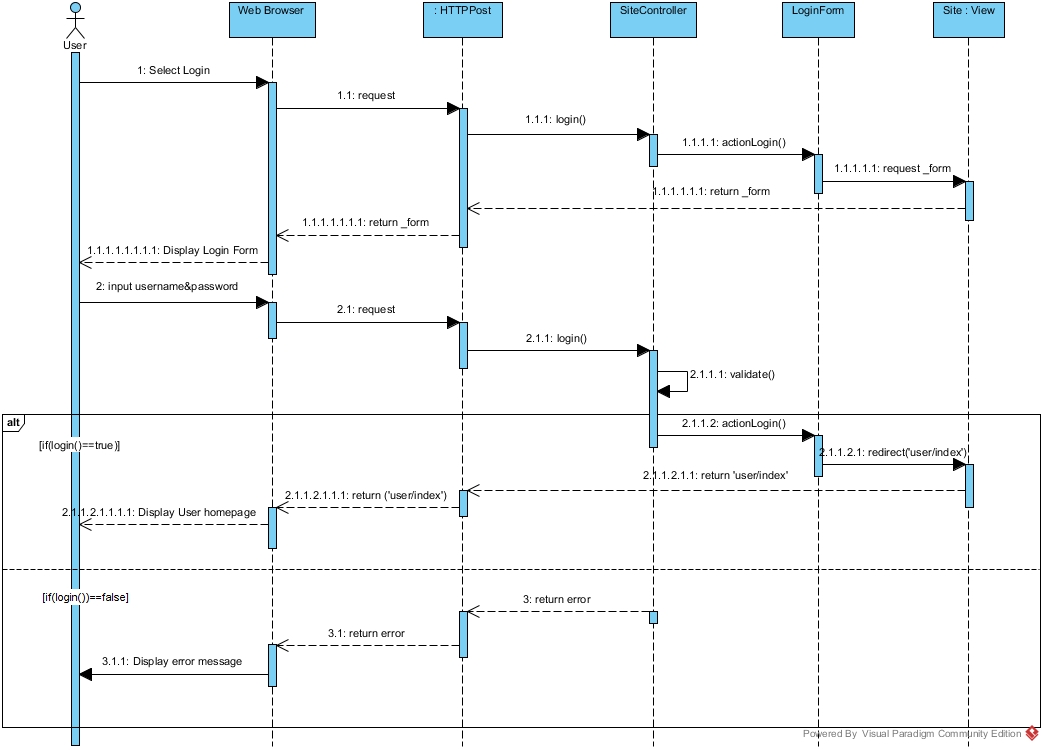 Web Browser
: HTTPPost
SiteController
LoginForm
Site : View
User
1: Select Login
1.1: request
1.1.1: login()
1.1.1.1: actionLogin()
1.1.1.1.1: request _form
1.1.1.1.1.1: return _form
1.1.1.1.1.1.1: return _form
1.1.1.1.1.1.1.1: Display Login Form
2: input username&password
2.1: request
2.1.1: login()
2.1.1.1: validate()
alt
2.1.1.2: actionLogin()
[if(login()==true)]
2.1.1.2.1: redirect('user/index')
2.1.1.2.1.1: return 'user/index'
2.1.1.2.1.1.1: return ('user/index')
2.1.1.2.1.1.1.1: Display User homepage
[if(login())==false]
3: return error
3.1: return error
3.1.1: Display error message
Powered By Visual Paradigm Community Edition